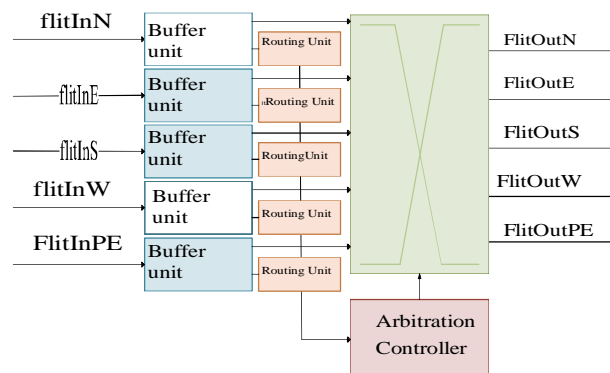 flitInN
Buffer
unit
Routing Unit
FlitOutN
flitInE
Buffer
unit
Routing Unit
FlitOutE
flitInS
Buffer
unit
RoutingUnit
FlitOutS
flitInW
Buffer
unit
Routing Unit
FlitOutW
FlitInPE
Buffer
unit
Routing Unit
FlitOutPE
Arbitration
Controller